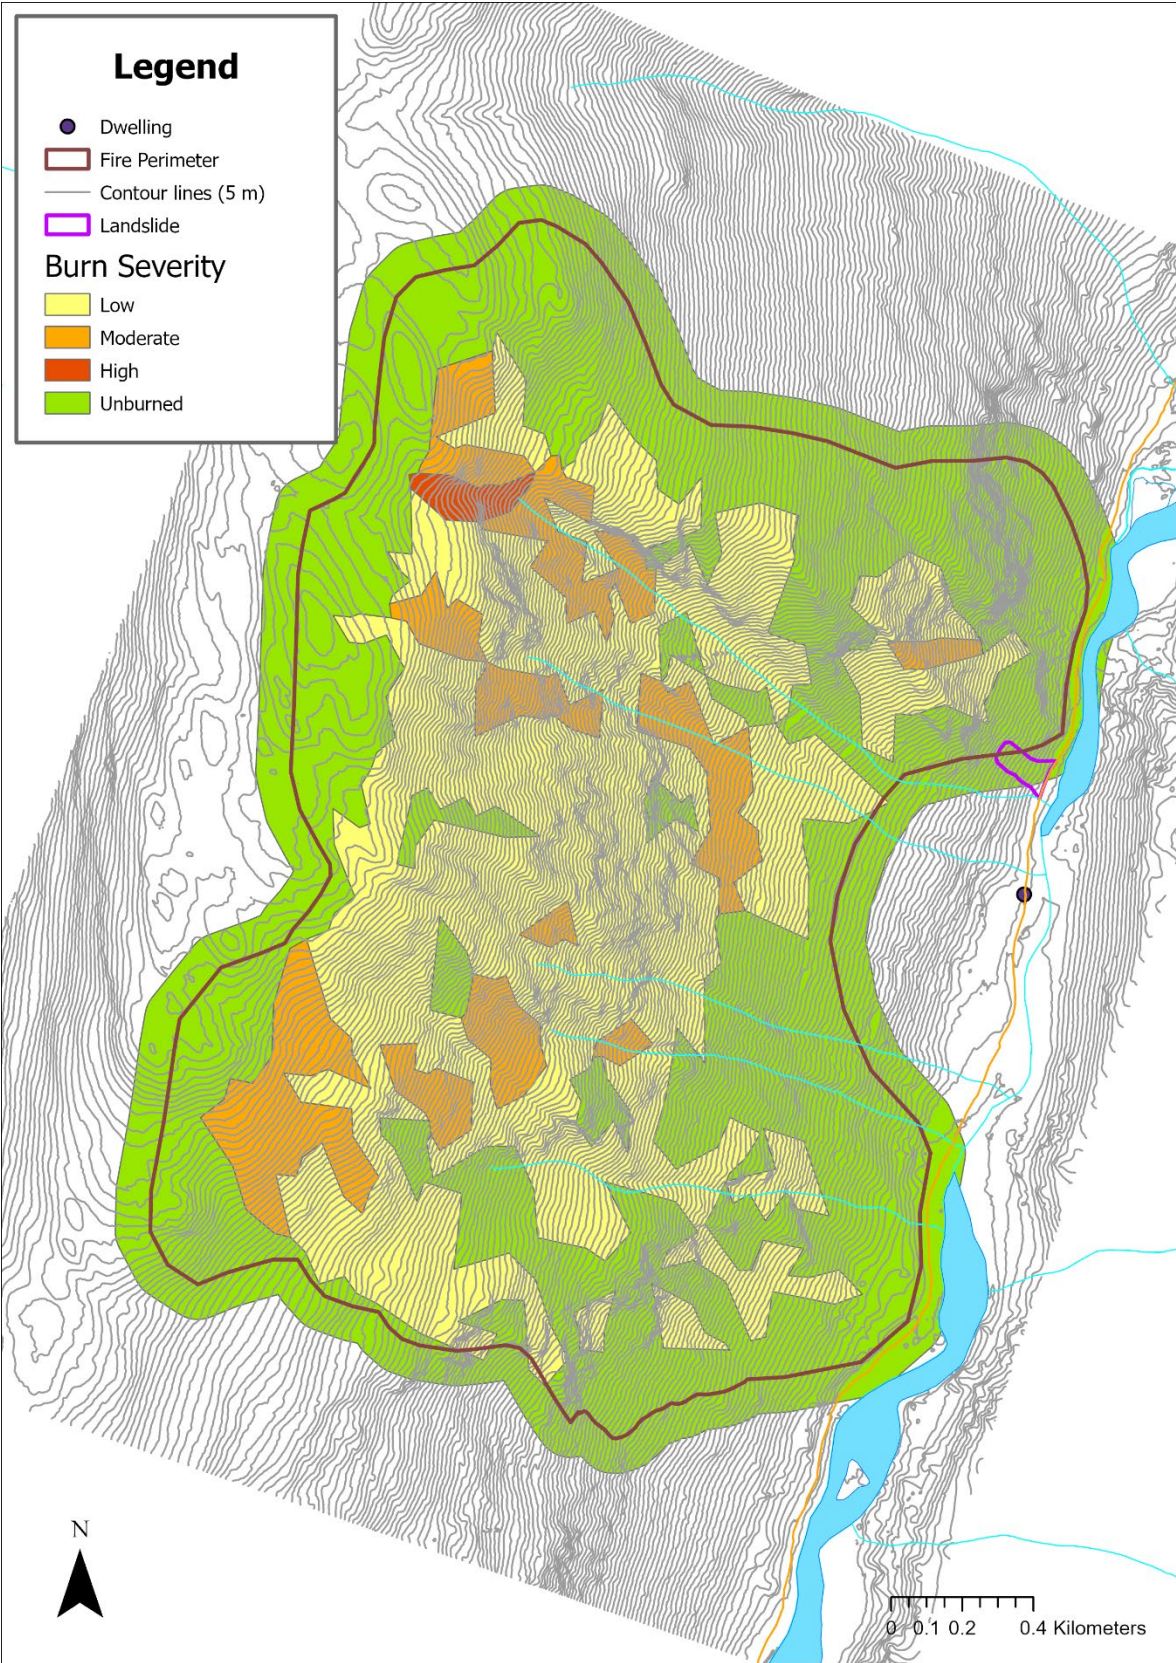 Legend
Dwelling
Fire Perimeter
Contour lines (5 m)
Landslide
Burn Severity
Low
Moderate
High
Unburned
N
0 0.1 0.2 0.4 Kilometers